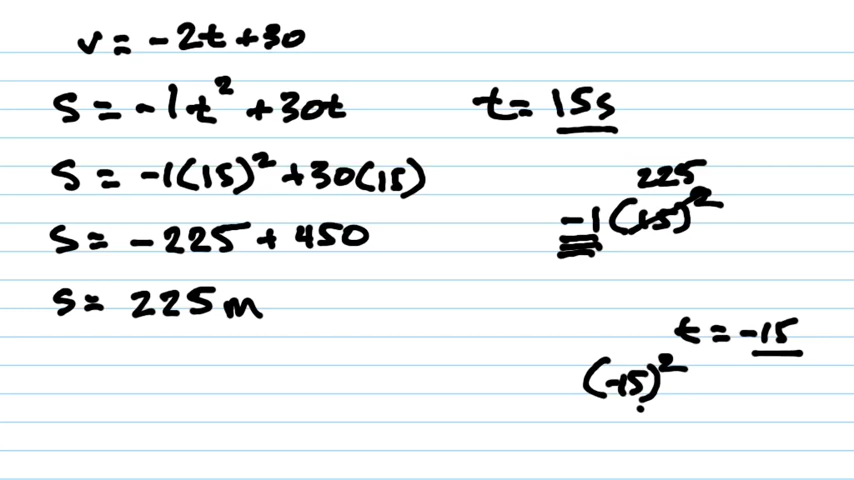 v = -2t +30
s = -1t² +30t
t = 15s
s = -1(15)² +30(15)
225
-1(15)²
s = -225 + 450
s = 225m
t = -15
(-15)²